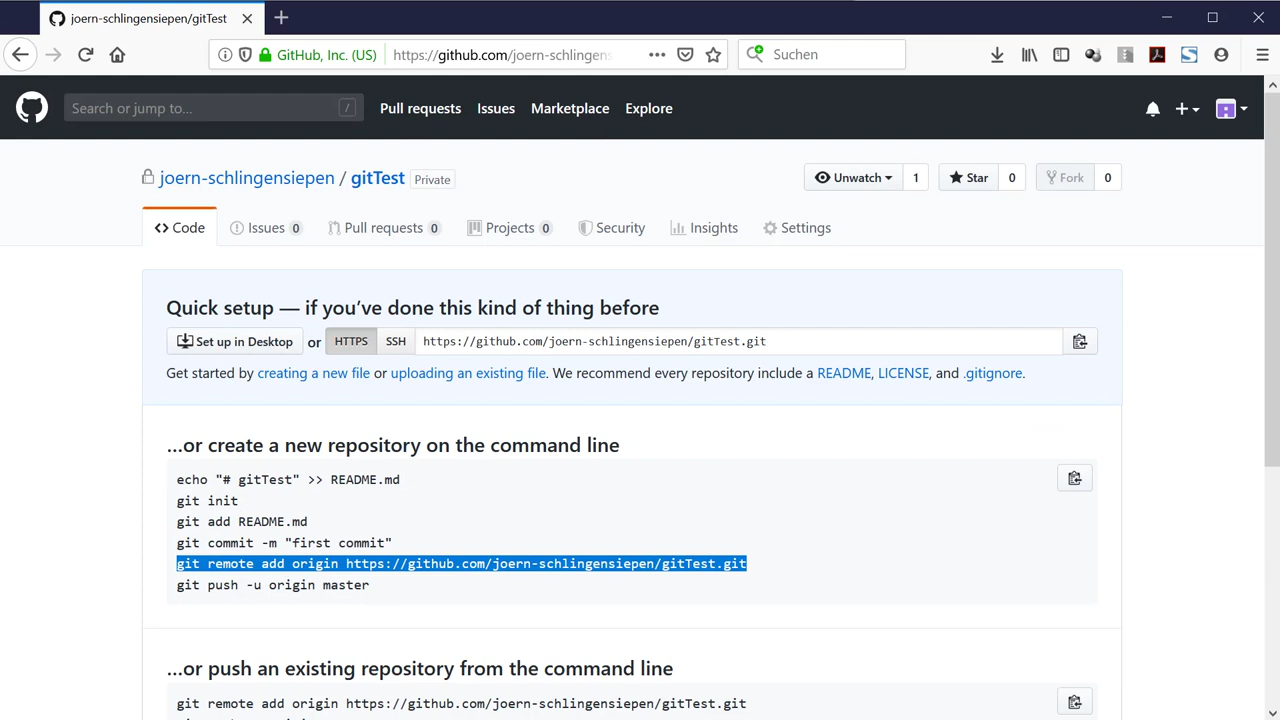 joern-schlingensiepen/gitTest
GitHub, Inc. (US)
https://github.com/joern-schlingens
Suchen
Search or jump to...
/
Pull requests
Issues
Marketplace
Explore
joern-schlingensiepen / gitTest
Private
Unwatch
1
Star
0
Fork
0
Code
Issues 0
Pull requests 0
Projects 0
Security
Insights
Settings
Quick setup — if you’ve done this kind of thing before
Set up in Desktop
or
HTTPS
SSH
https://github.com/joern-schlingensiepen/gitTest.git
Get started by creating a new file or uploading an existing file. We recommend every repository include a README, LICENSE, and .gitignore.
…or create a new repository on the command line
echo "# gitTest" >> README.md
git init
git add README.md
git commit -m "first commit"
git remote add origin https://github.com/joern-schlingensiepen/gitTest.git
git push -u origin master
…or push an existing repository from the command line
git remote add origin https://github.com/joern-schlingensiepen/gitTest.git